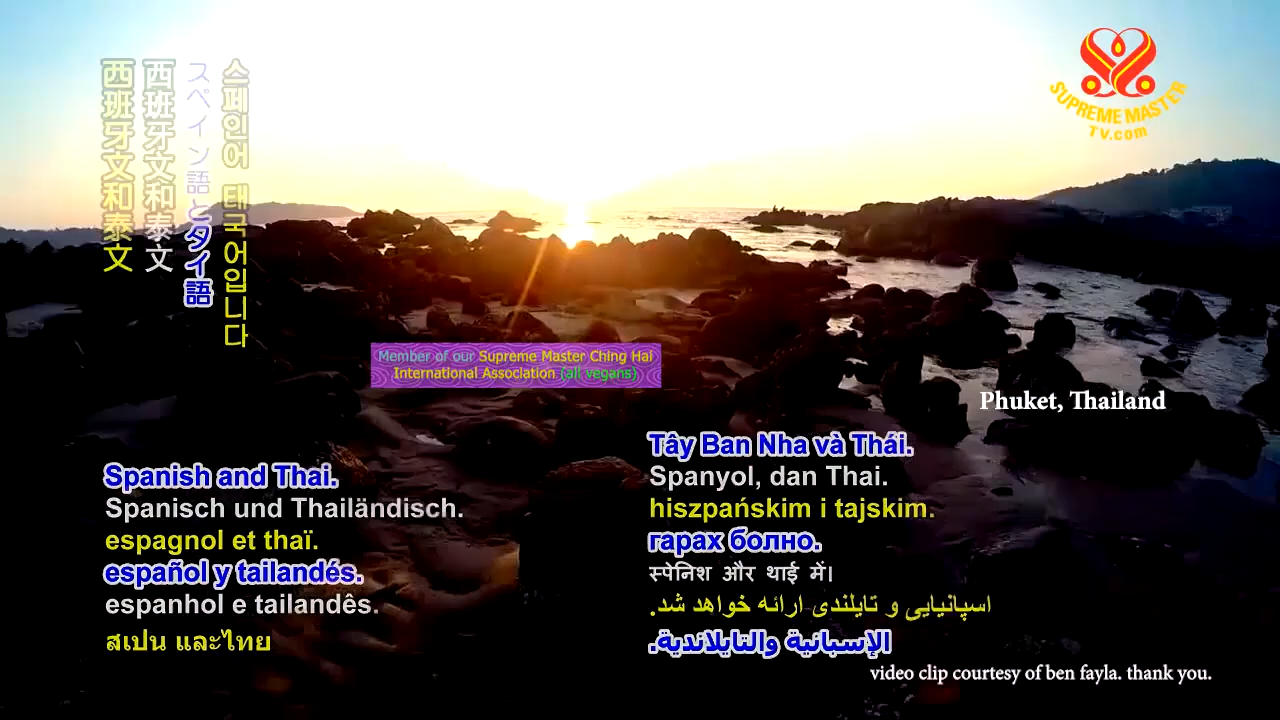 西班牙文和泰文
西班牙文和泰文
スペイン語とタイ語
스페인어 태국어입니다
SUPREME MASTER
TV.com
Member of our Supreme Master Ching Hai
International Association (all vegans)
Phuket, Thailand
Spanish and Thai.
Spanisch und Thailändisch.
espagnol et thaï.
español y tailandés.
espanhol e tailandês.
สเปน และไทย
Tây Ban Nha và Thái.
Spanyol, dan Thai.
hiszpańskim i tajskim.
гарах болно.
स्पेनिश और थाई में।
اسپانیایی و تایلندی ارائه خواهد شد.
الإسبانية والتايلاندية.
video clip courtesy of ben fayla. thank you.